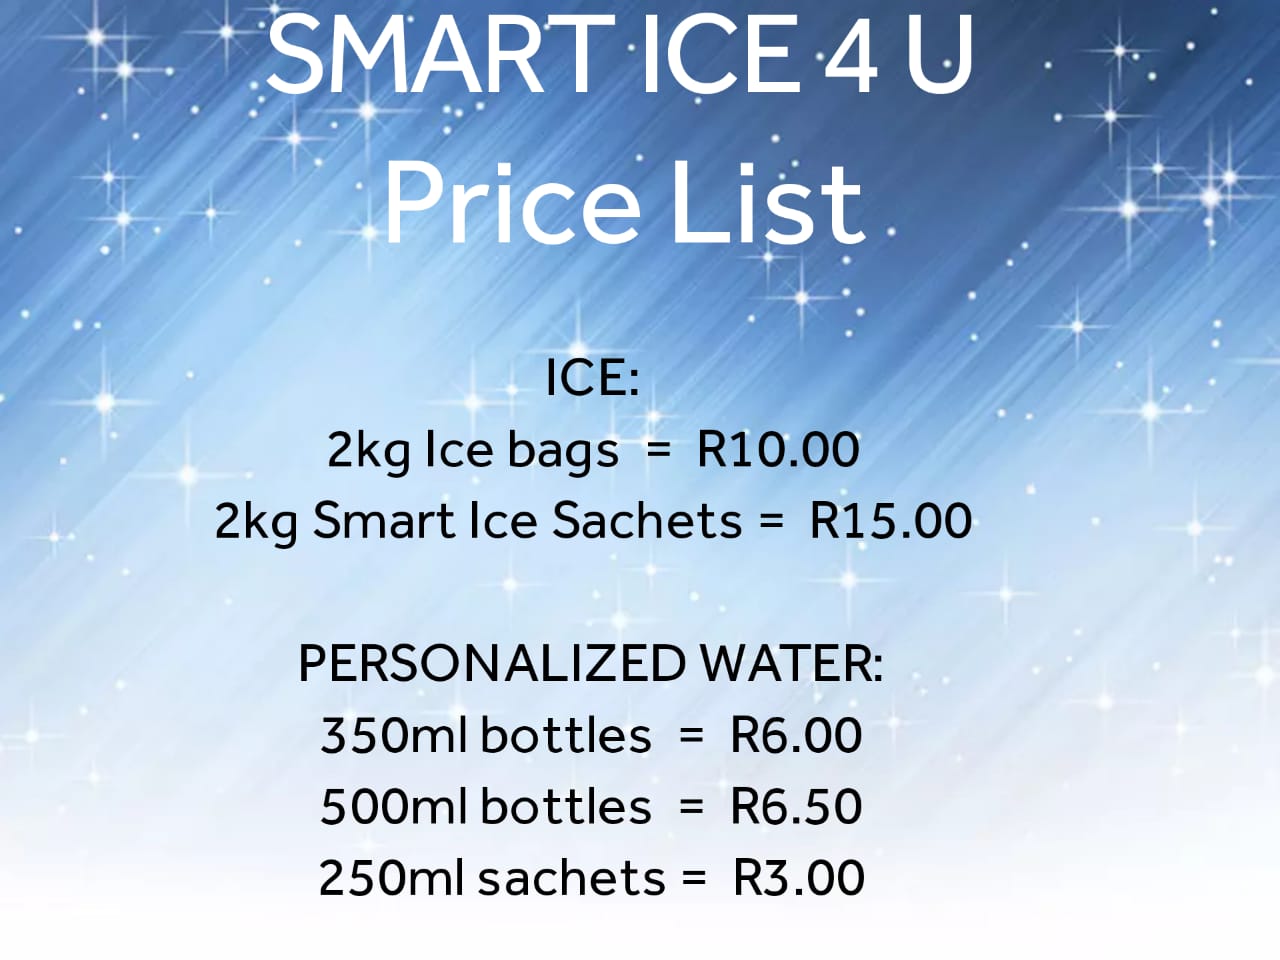 SMART ICE 4 U
Price List
ICE:
2kg Ice bags = R10.00
2kg Smart Ice Sachets = R15.00
PERSONALIZED WATER:
350ml bottles = R6.00
500ml bottles = R6.50
250ml sachets = R3.00